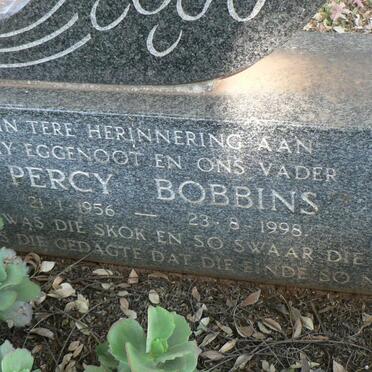 IN TERE HERINNERING AAN
Y EGGENOOT EN ONS VADER
PERCY BOBBINS
21·1·1956 — 23·8·1998
WAS DIE SKOK EN SO SWAAR DIE
DIE GEDAGTE DAT DIE EINDE SO